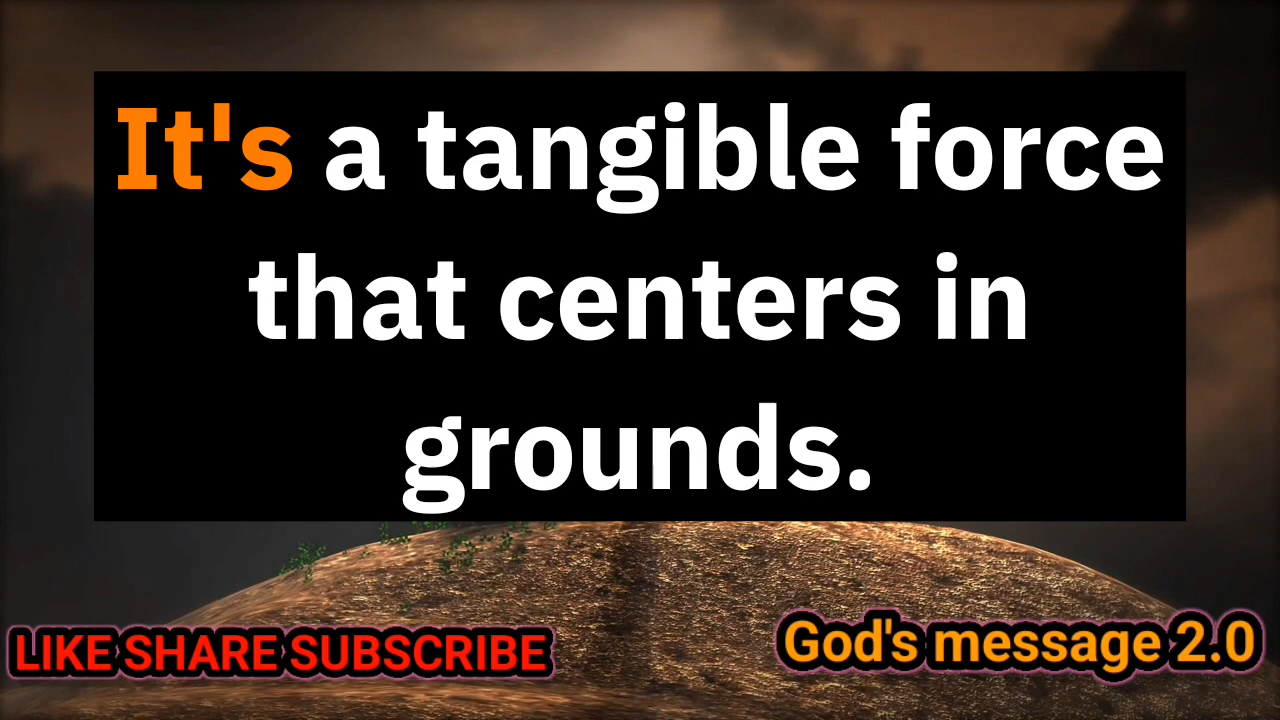 It's a tangible force
that centers in
grounds.
LIKE SHARE SUBSCRIBE
God's message 2.0